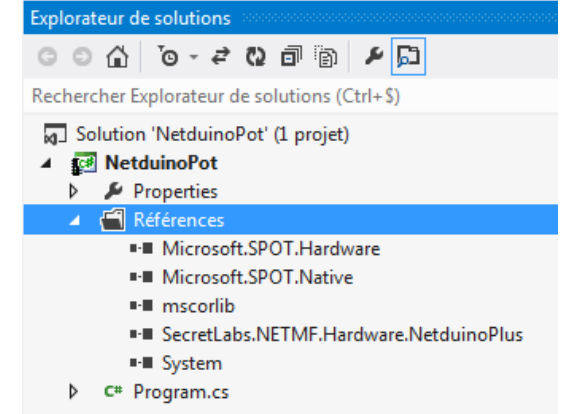 Explorateur de solutions
Rechercher Explorateur de solutions (Ctrl+$)
Solution 'NetduinoPot' (1 projet)
NetduinoPot
Properties
Références
Microsoft.SPOT.Hardware
Microsoft.SPOT.Native
mscorlib
SecretLabs.NETMF.Hardware.NetduinoPlus
System
C# Program.cs